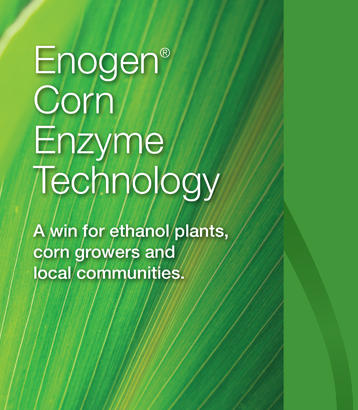 Enogen®
Corn
Enzyme
Technology
A win for ethanol plants,
corn growers and
local communities.